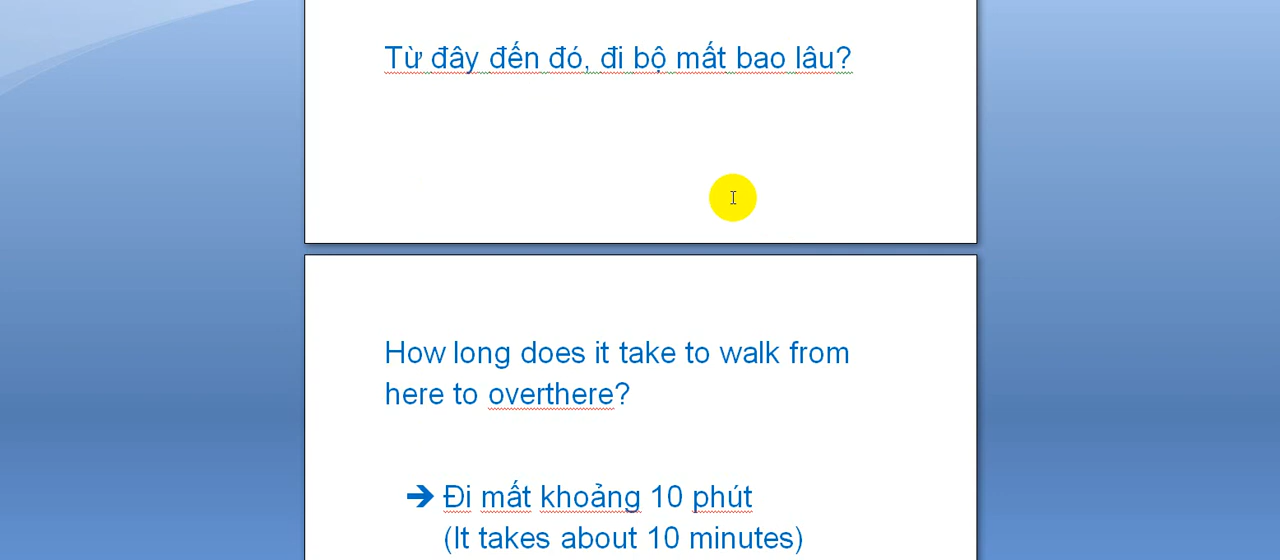 Từ đây đến đó, đi bộ mất bao lâu?
How long does it take to walk from
here to overthere?
➔ Đi mất khoảng 10 phút
(It takes about 10 minutes)